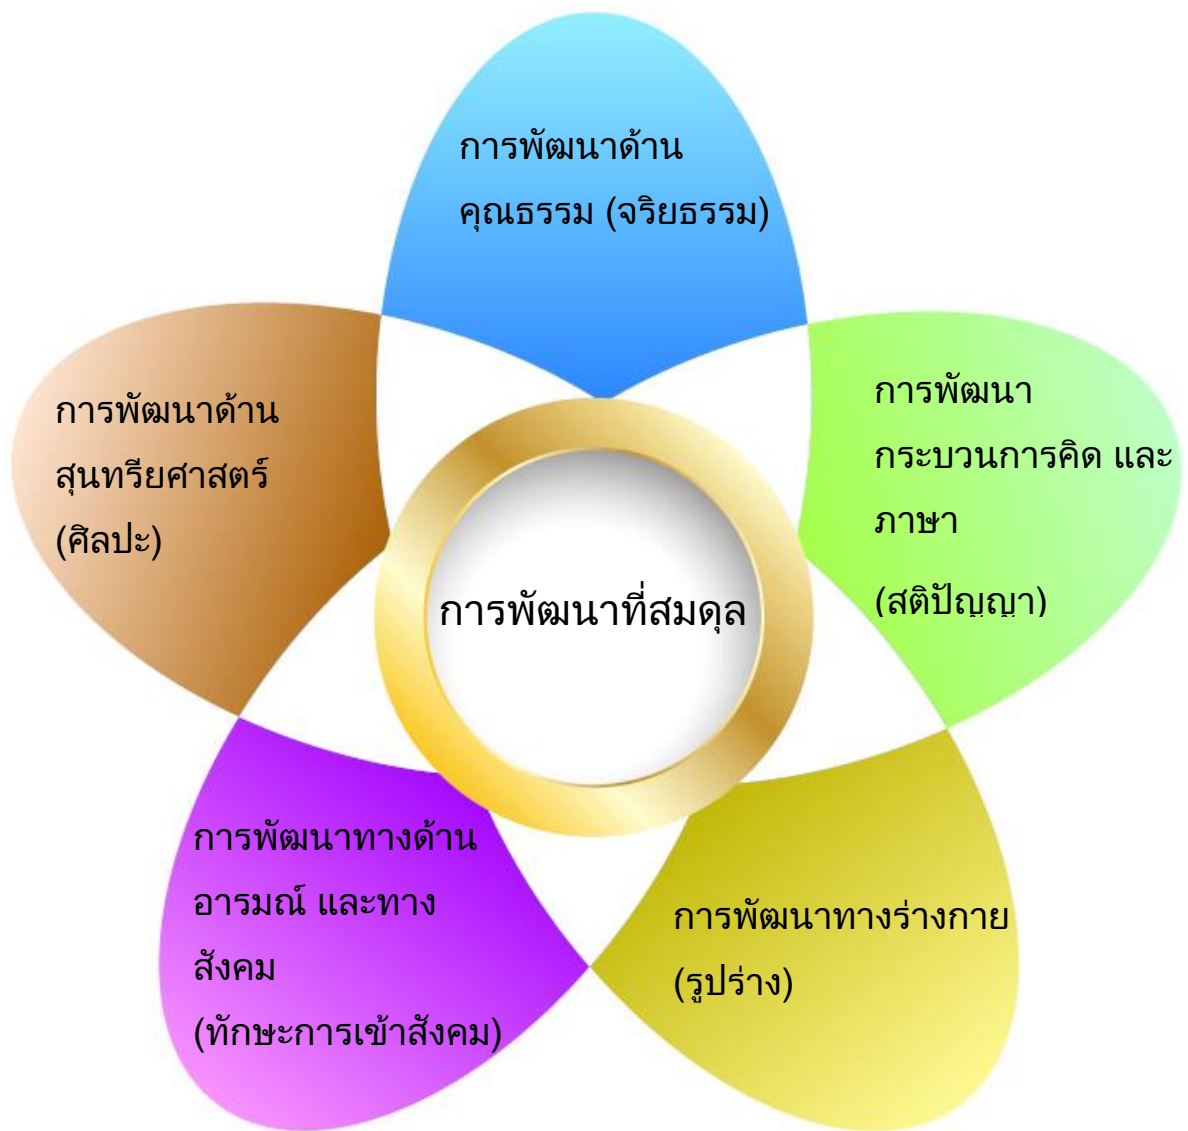 การพัฒนาด้าน
คุณธรรม (จริยธรรม)
การพัฒนา
กระบวนการคิด และ
ภาษา
(สติปัญญา)
การพัฒนาด้าน
สุนทรียศาสตร์
(ศิลปะ)
การพัฒนาที่สมดุล
การพัฒนาทางด้าน
อารมณ์ และทาง
สังคม
(ทักษะการเข้าสังคม)
การพัฒนาทางร่างกาย
(รูปร่าง)